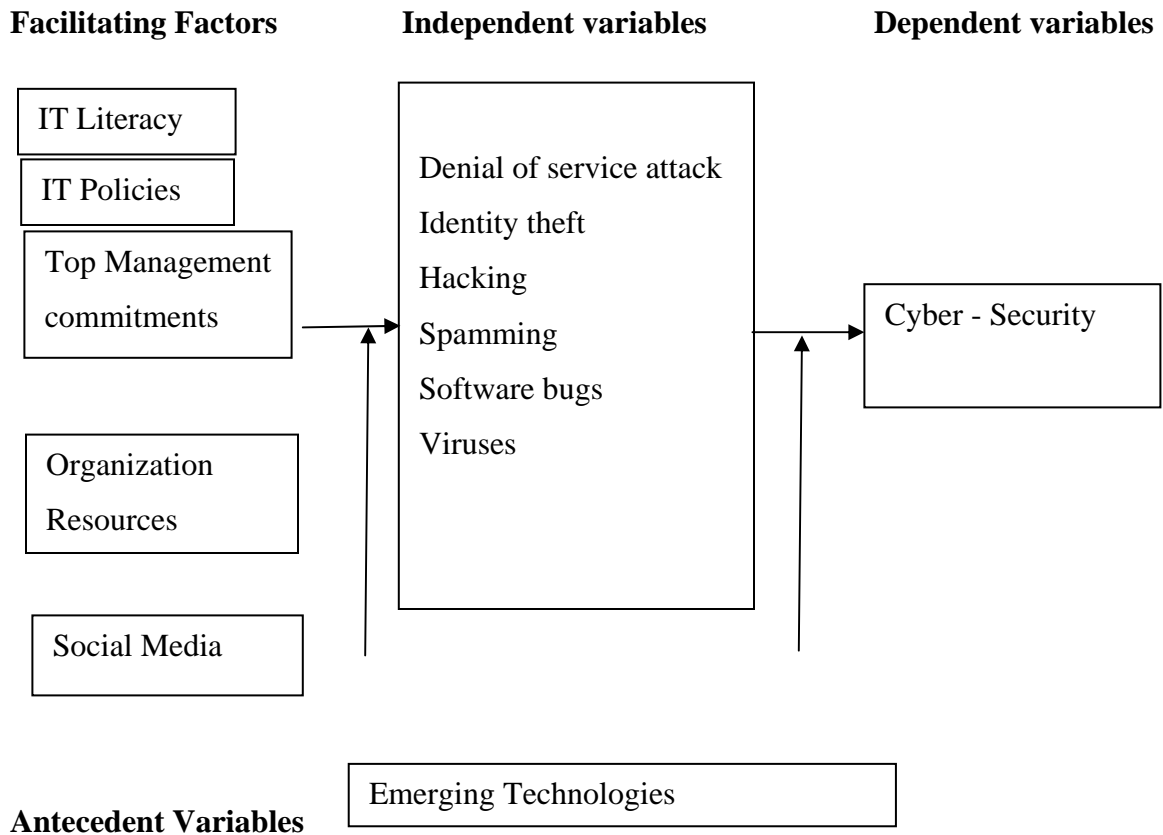 Facilitating Factors
Independent variables
Dependent variables
IT Literacy
IT Policies
Top Management
commitments
Organization
Resources
Social Media
Denial of service attack
Identity theft
Hacking
Spamming
Software bugs
Viruses
Cyber - Security
Emerging Technologies
Antecedent Variables